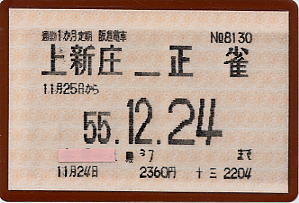 通勤1か月定期 阪急電車 №8130
上新庄 — 正雀
11月25日から
55.12.24
まで
11月24日 2360円 十三 2204